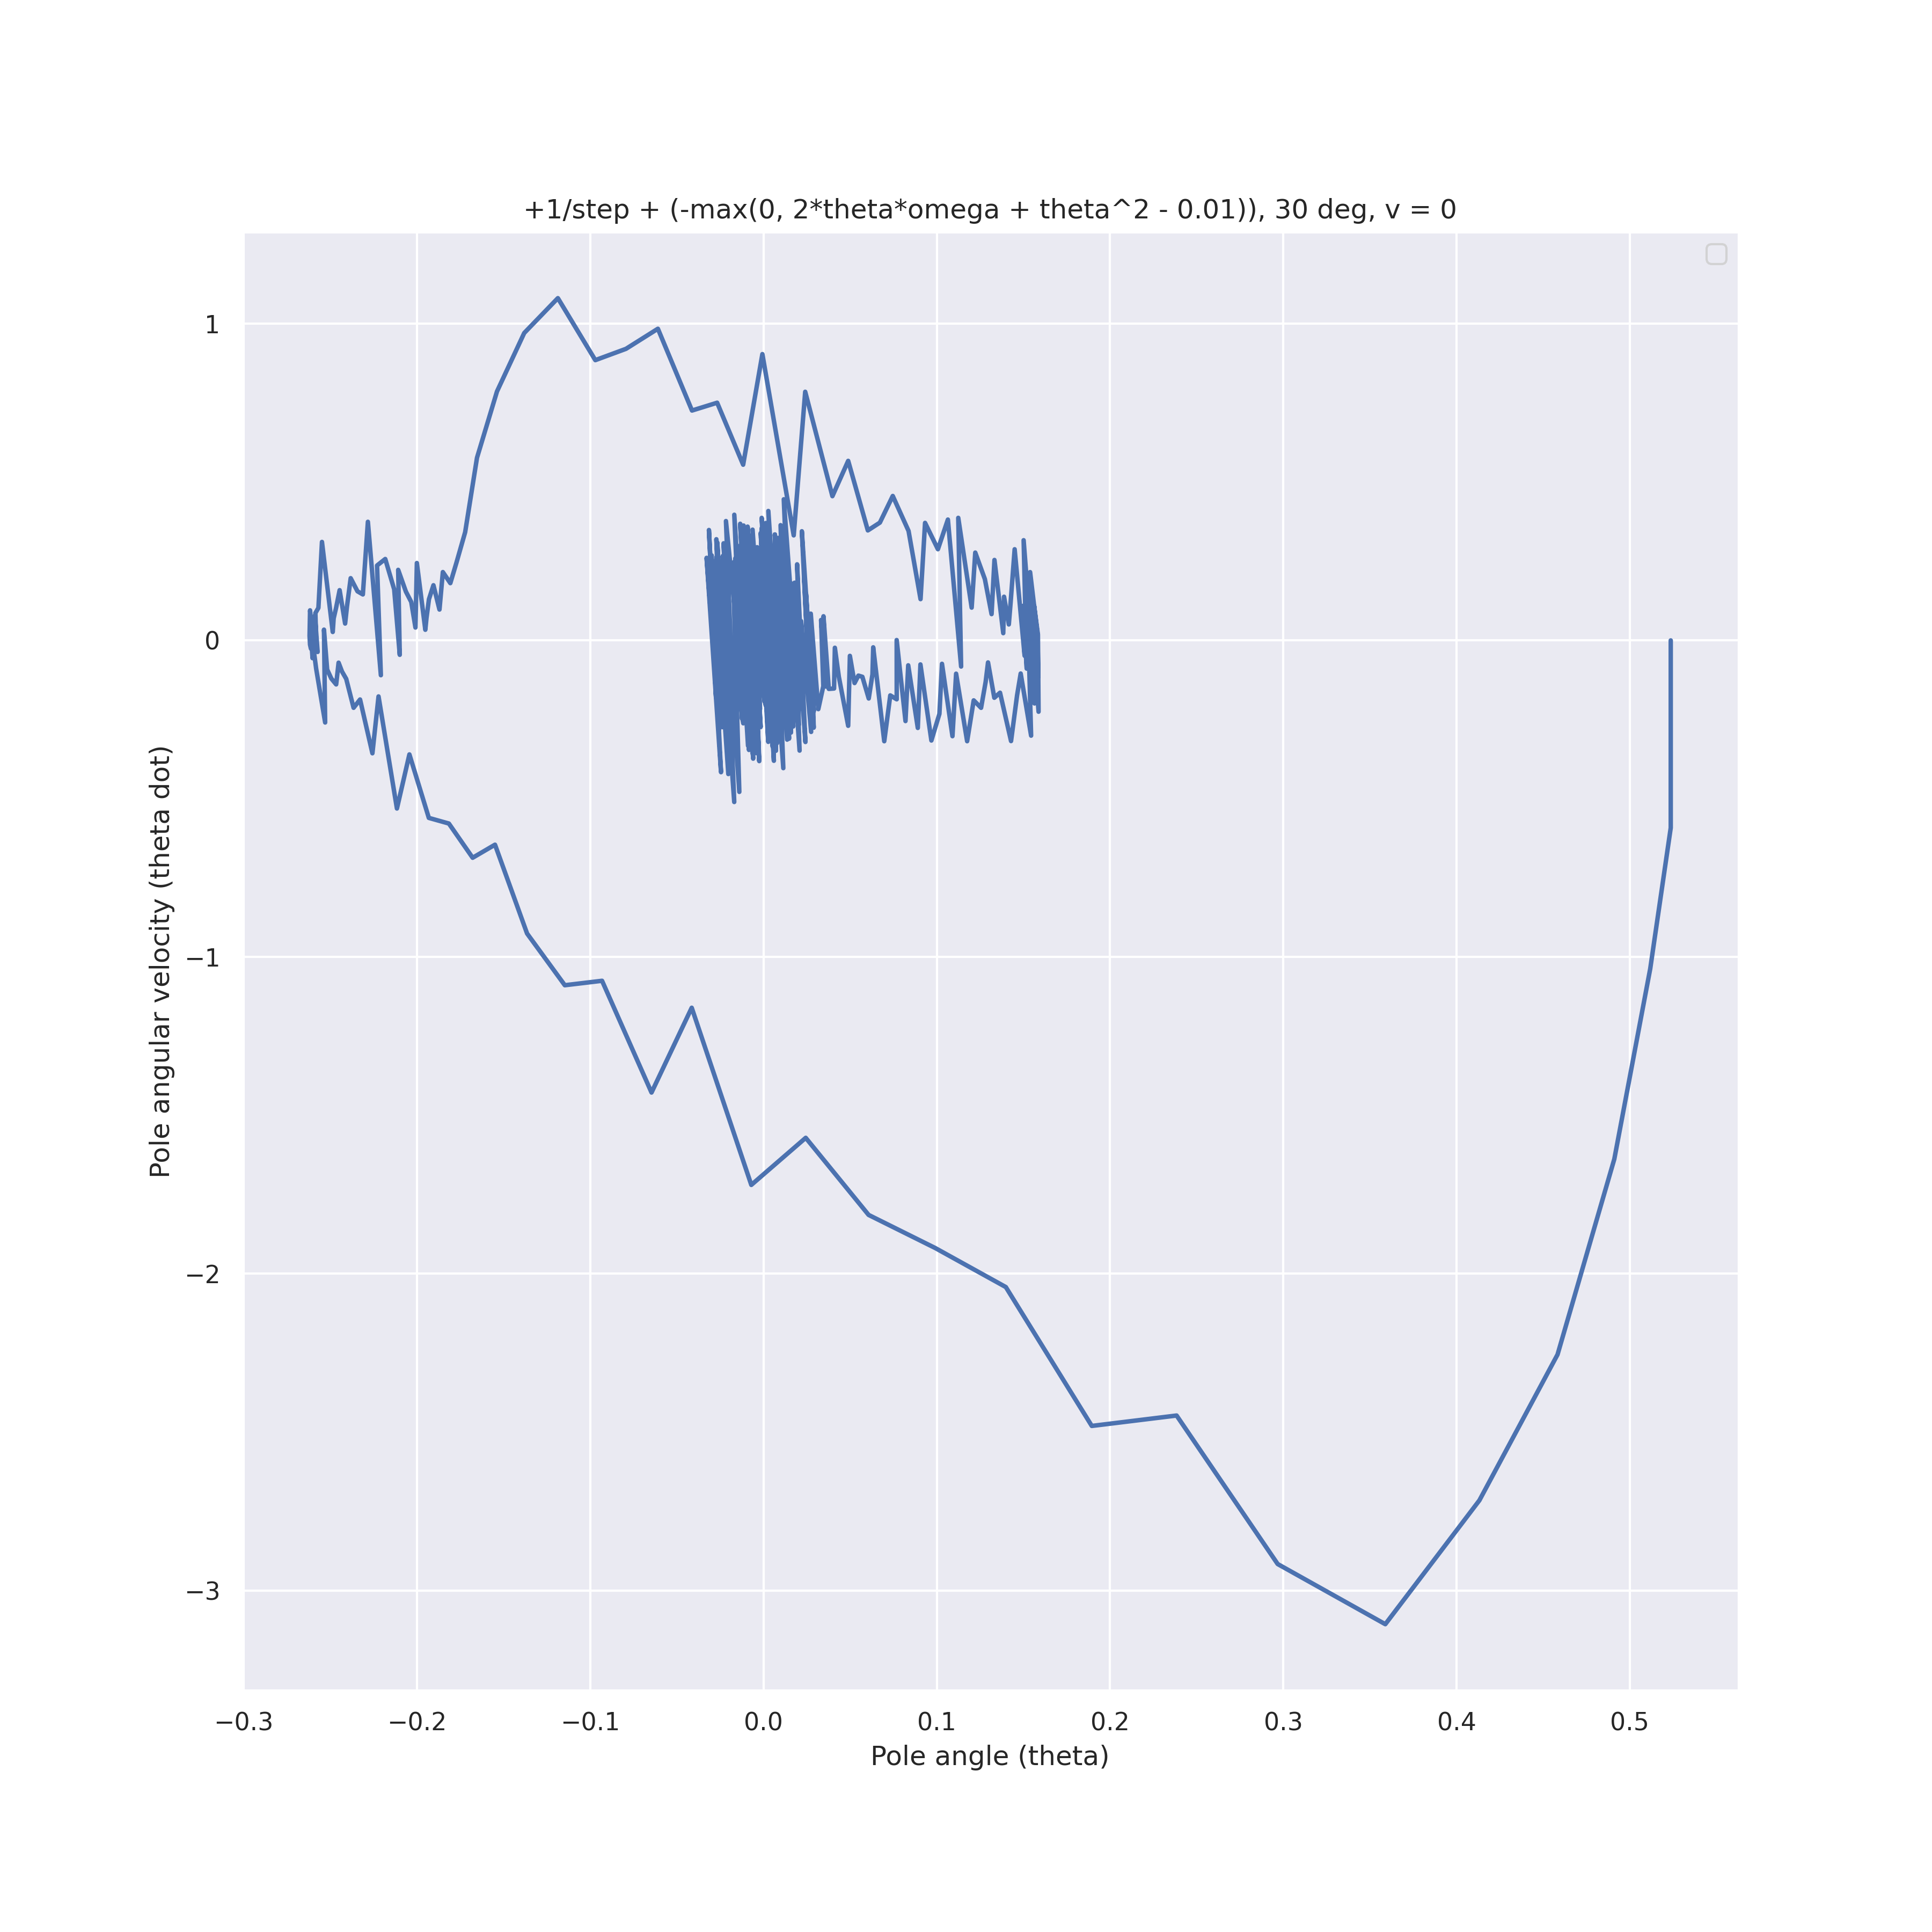 +1/step + (-max(0, 2*theta*omega + theta^2 - 0.01)), 30 deg, v = 0
1
0
−1
−2
−3
Pole angular velocity (theta dot)
−0.3 −0.2 −0.1 0.0 0.1 0.2 0.3 0.4 0.5
Pole angle (theta)